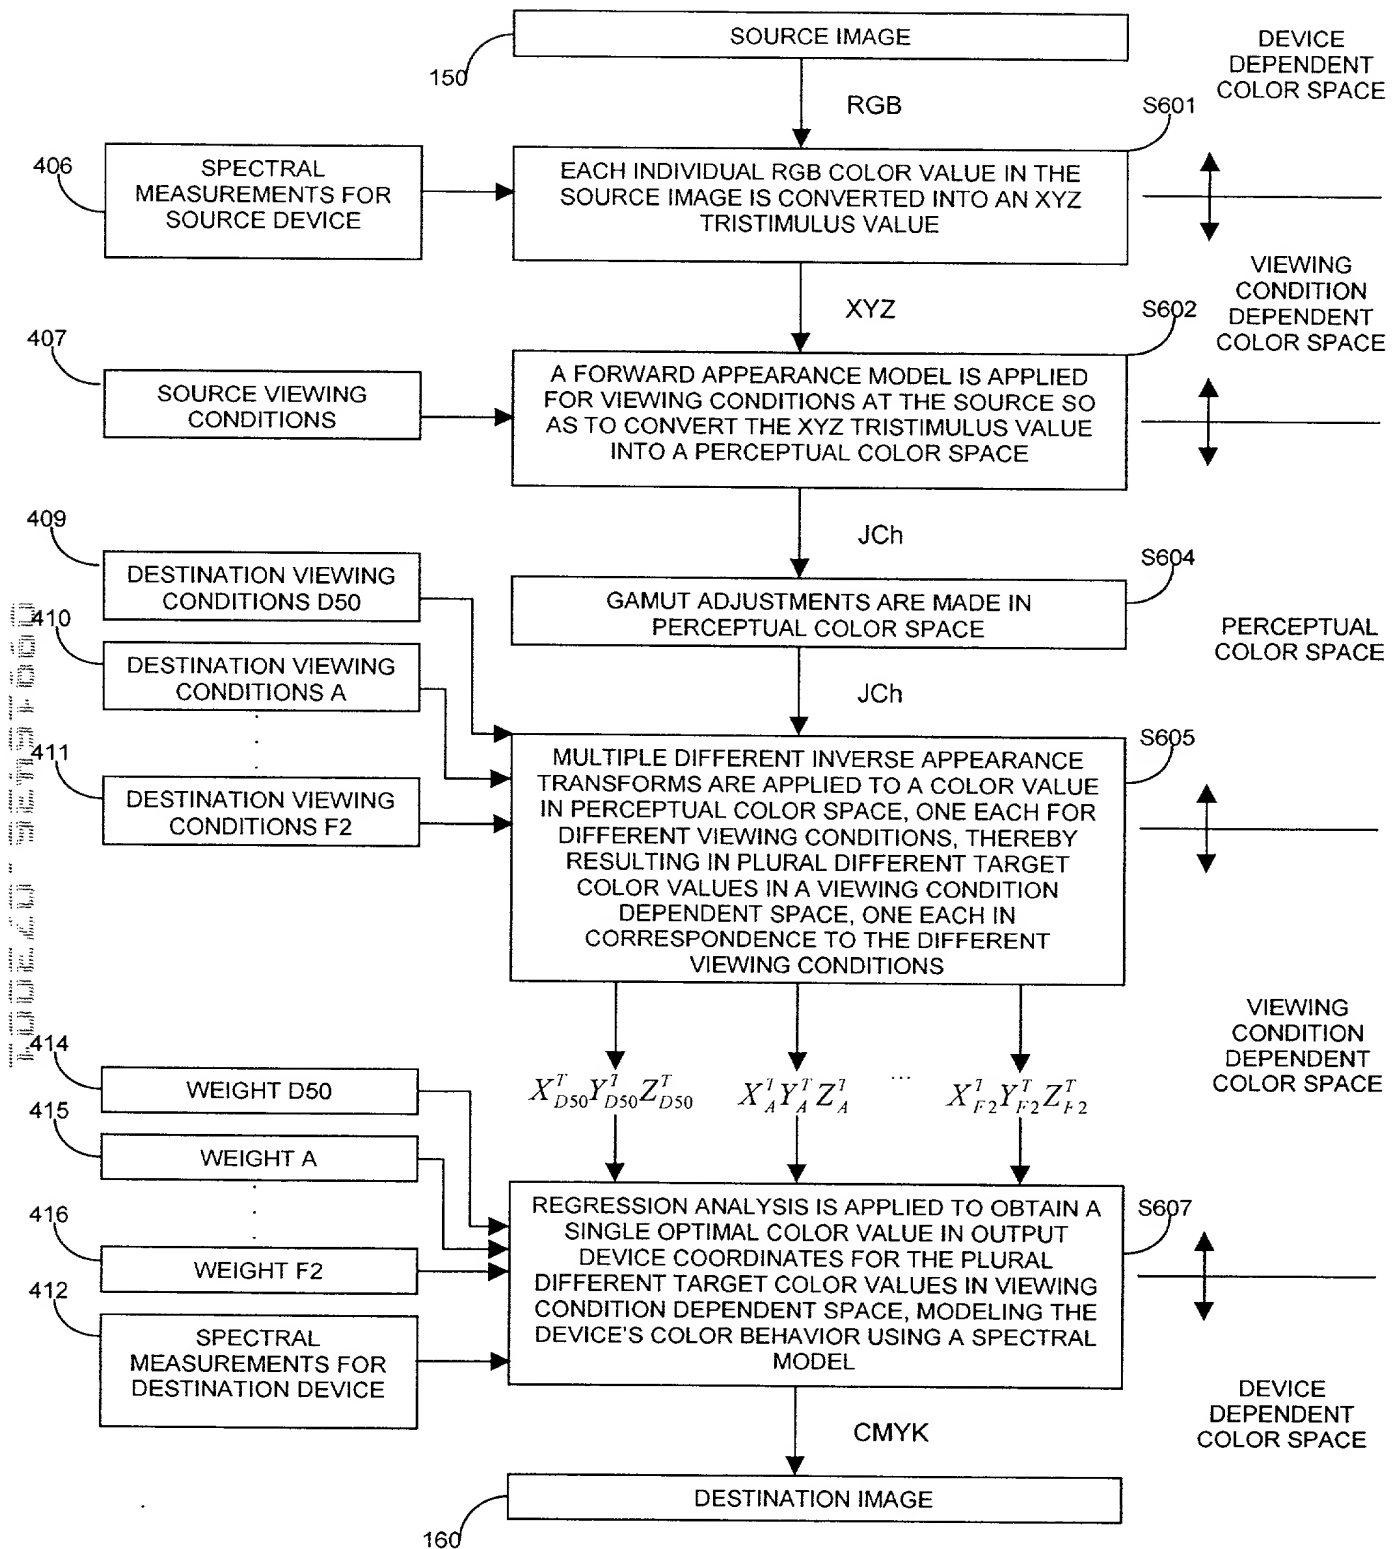 SOURCE IMAGE
150
DEVICE
DEPENDENT
COLOR SPACE
RGB
S601
406
SPECTRAL
MEASUREMENTS FOR
SOURCE DEVICE
EACH INDIVIDUAL RGB COLOR VALUE IN THE
SOURCE IMAGE IS CONVERTED INTO AN XYZ
TRISTIMULUS VALUE
VIEWING
CONDITION
DEPENDENT
COLOR SPACE
XYZ
S602
407
SOURCE VIEWING
CONDITIONS
A FORWARD APPEARANCE MODEL IS APPLIED
FOR VIEWING CONDITIONS AT THE SOURCE SO
AS TO CONVERT THE XYZ TRISTIMULUS VALUE
INTO A PERCEPTUAL COLOR SPACE
JCh
409
DESTINATION VIEWING
CONDITIONS D50
S604
GAMUT ADJUSTMENTS ARE MADE IN
PERCEPTUAL COLOR SPACE
PERCEPTUAL
COLOR SPACE
410
DESTINATION VIEWING
CONDITIONS A
JCh
411
DESTINATION VIEWING
CONDITIONS F2
S605
MULTIPLE DIFFERENT INVERSE APPEARANCE
TRANSFORMS ARE APPLIED TO A COLOR VALUE
IN PERCEPTUAL COLOR SPACE, ONE EACH FOR
DIFFERENT VIEWING CONDITIONS, THEREBY
RESULTING IN PLURAL DIFFERENT TARGET
COLOR VALUES IN A VIEWING CONDITION
DEPENDENT SPACE, ONE EACH IN
CORRESPONDENCE TO THE DIFFERENT
VIEWING CONDITIONS
VIEWING
CONDITION
DEPENDENT
COLOR SPACE
414
WEIGHT D50
X^T_D50 Y^T_D50 Z^T_D50 X^T_A Y^T_A Z^T_A ... X^T_F2 Y^T_F2 Z^T_F2
415
WEIGHT A
416
WEIGHT F2
412
SPECTRAL
MEASUREMENTS FOR
DESTINATION DEVICE
S607
REGRESSION ANALYSIS IS APPLIED TO OBTAIN A
SINGLE OPTIMAL COLOR VALUE IN OUTPUT
DEVICE COORDINATES FOR THE PLURAL
DIFFERENT TARGET COLOR VALUES IN VIEWING
CONDITION DEPENDENT SPACE, MODELING THE
DEVICE'S COLOR BEHAVIOR USING A SPECTRAL
MODEL
DEVICE
DEPENDENT
COLOR SPACE
CMYK
DESTINATION IMAGE
160